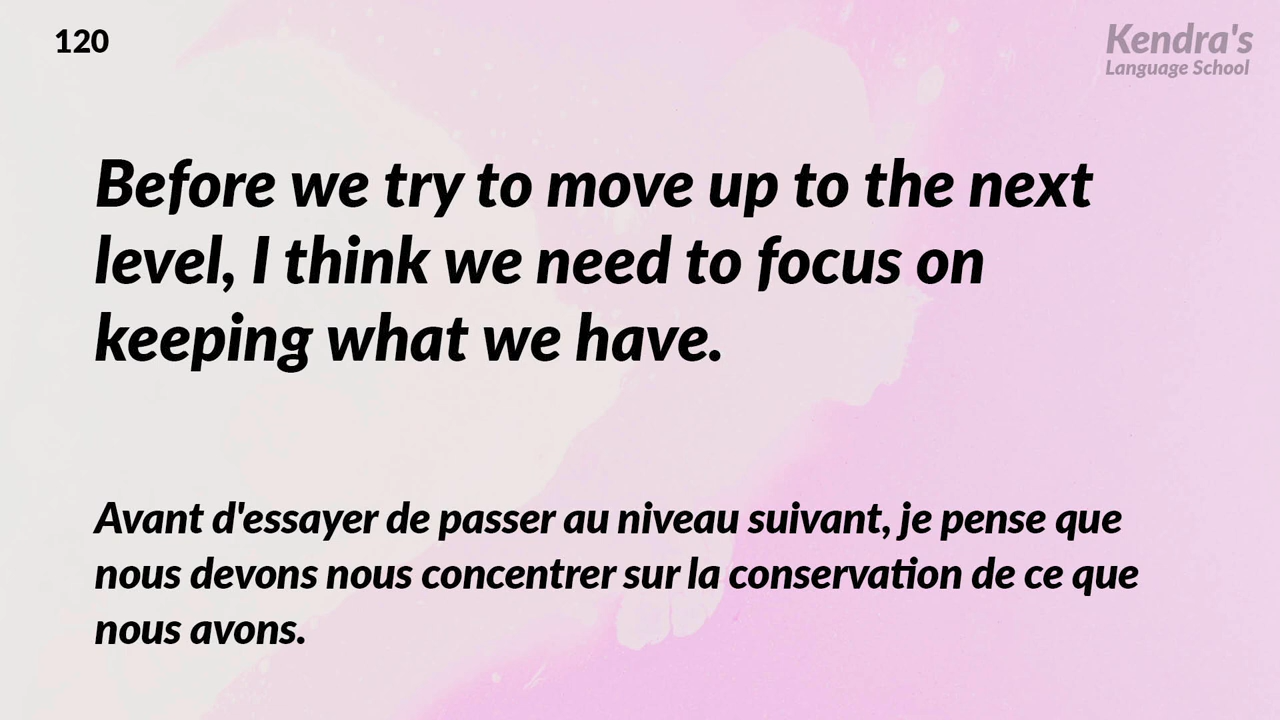 120
Kendra's
Language School
Before we try to move up to the next
level, I think we need to focus on
keeping what we have.
Avant d'essayer de passer au niveau suivant, je pense que
nous devons nous concentrer sur la conservation de ce que
nous avons.